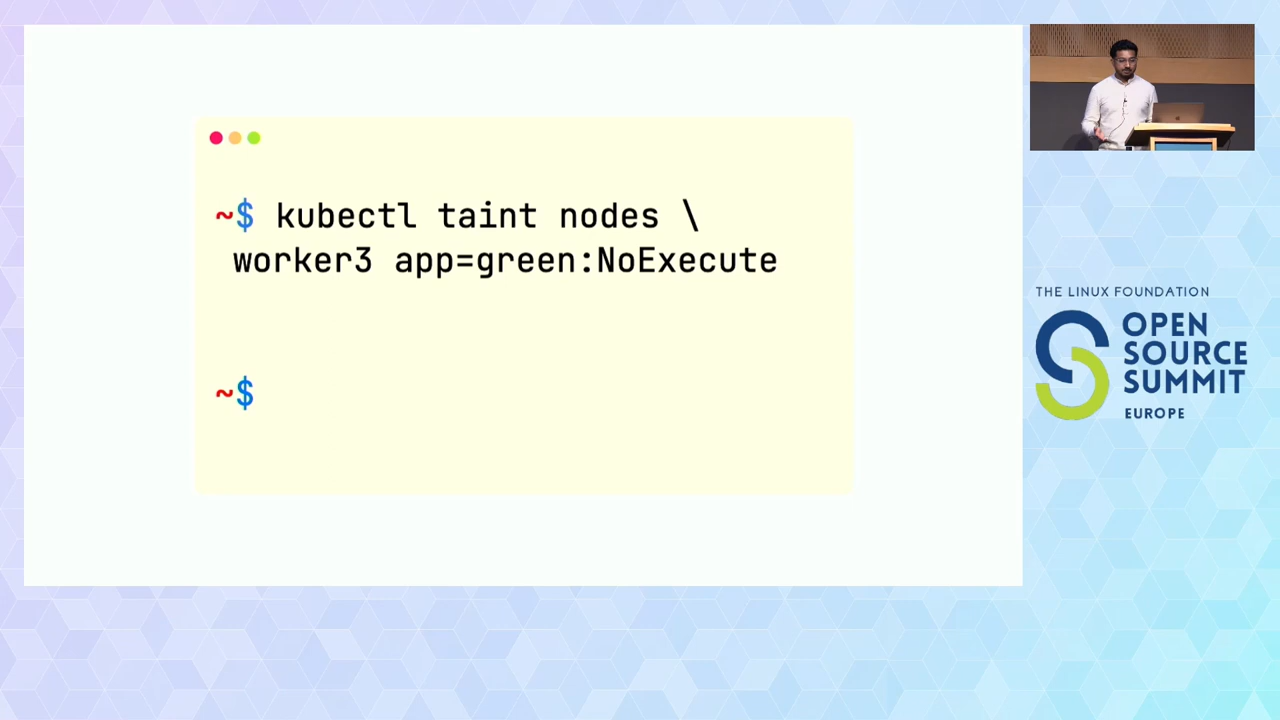 ~$ kubectl taint nodes \
worker3 app=green:NoExecute
~$
THE LINUX FOUNDATION
OPEN
SOURCE
SUMMIT
EUROPE